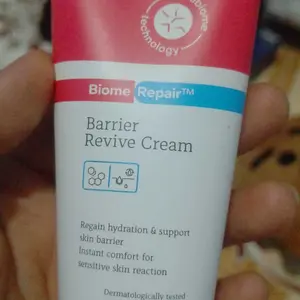 technology
Biome Repair™
Barrier
Revive Cream
Regain hydration & support
skin barrier
Instant comfort for
sensitive skin reaction
Dermatologically tested